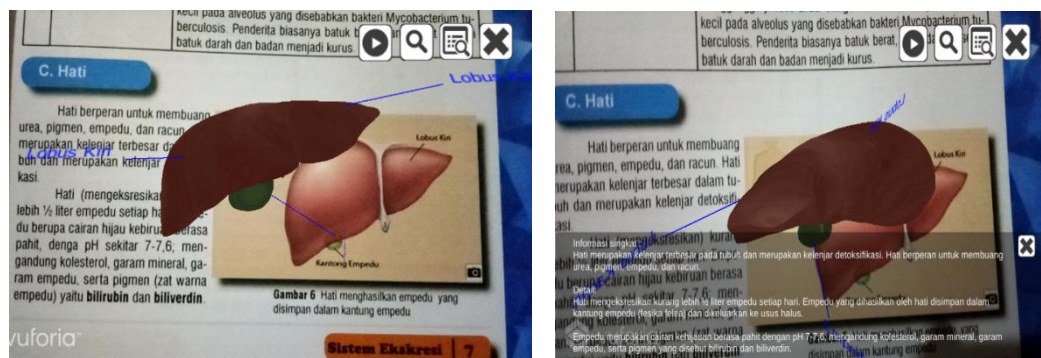 kecil pada alveolus yang disebabkan bakteri Mycobacterium tu-
berculosis. Penderita biasanya batuk
batuk darah dan badan menjadi kurus.
C. Hati
Lobus
Hati berperan untuk membuang
urea, pigmen, empedu, dan racun.
merupakan kelenjar terbesar
Lobus Kiri
Lobus Kiri
buh dan merupakan kelenjar
kasi.
Hati (mengeksresikan
lebih ½ liter empedu setiap
du berupa cairan hijau kebiruan berasa
pahit, denga pH sekitar 7-7,6; men-
gandung kolesterol, garam mineral, ga-
ram empedu, serta pigmen (zat warna
empedu) yaitu bilirubin dan biliverdin.
Kantong Empedu
Gambar 6 Hati menghasilkan empedu yang
disimpan dalam kantung empedu
vuforia
Sistem Ekskresi 7
kecil pada alveolus yang disebabkan bakteri Mycobacterium tu-
berculosis. Penderita biasanya batuk berat,
batuk darah dan badan menjadi kurus.
C. Hati
Hati berperan untuk membuang
rea, pigmen, empedu, dan racun. Hati
merupakan kelenjar terbesar dalam tu-
buh dan merupakan kelenjar detoksifi-
Lobus Kiri
Hati (mengeksresikan) kurang
Informasi singkat
Hati merupakan kelenjar terbesar pada tubuh dan merupakan kelenjar detoksifikasi. Hati berperan untuk membuang
urea, pigmen, empedu, dan racun.
Detail
Hati mengeksresikan kurang lebih ½ liter empedu setiap hari. Empedu yang dihasilkan oleh hati disimpan dalam
kantung empedu (fesika felea) dan dikeluarkan ke usus halus.
Empedu merupakan cairan kehijauan berasa pahit dengan pH 7-7,6, mengandung kolesterol, garam mineral, garam
empedu, serta pigmen yang disebut bilirubin dan biliverdin.